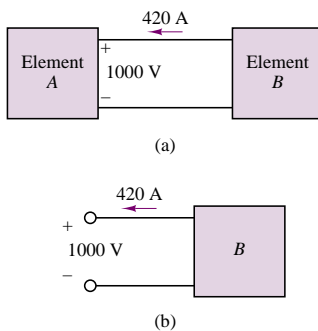 420 A
+
Element
A
1000 V
Element
B
−
(a)
420 A
+
1000 V
B
−
(b)